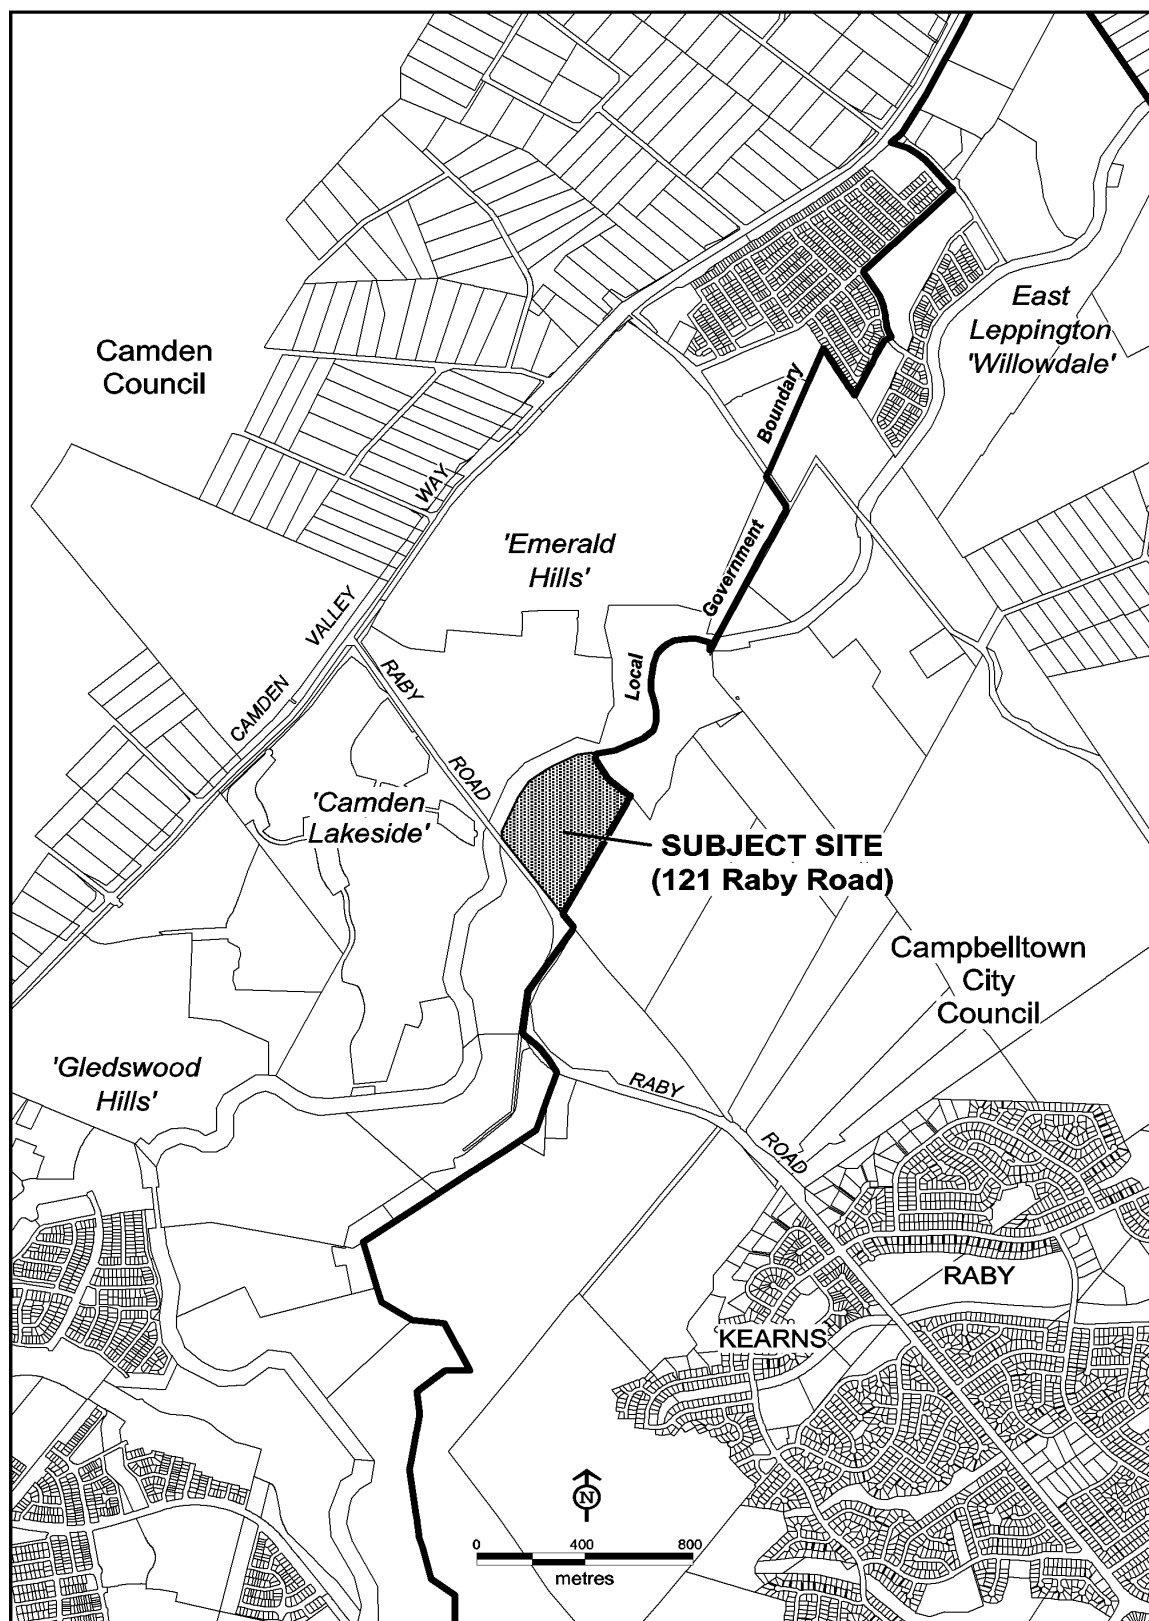 East
Leppington
'Willowdale'
Camden
Council
Boundary
WAY
'Emerald
Hills'
Government
VALLEY
Local
RABY
CAMDEN
ROAD
'Camden
Lakeside'
SUBJECT SITE
(121 Raby Road)
Campbelltown
City
Council
'Gledswood
Hills'
RABY
ROAD
RABY
KEARNS
N
0 400 800
metres